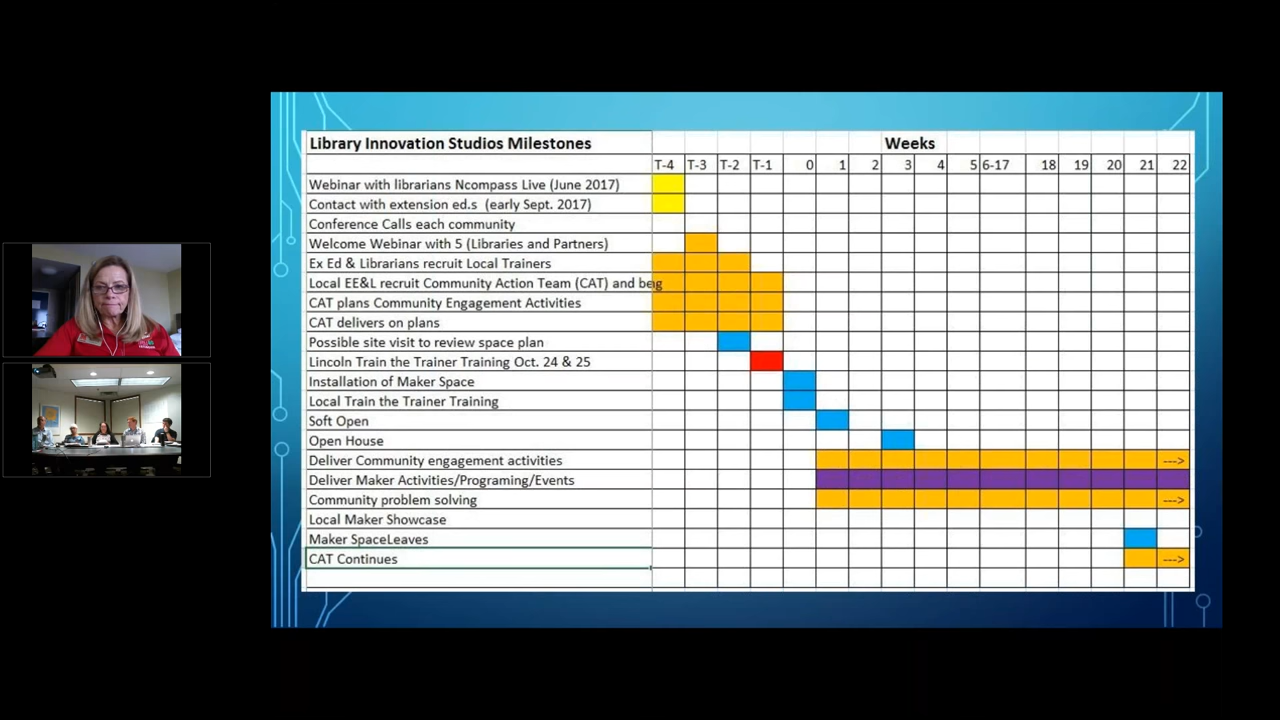 Library Innovation Studios Milestones Weeks
T-4 T-3 T-2 T-1 0 1 2 3 4 5 6-17 18 19 20 21 22
Webinar with librarians Ncompass Live (June 2017)
Contact with extension ed.s (early Sept. 2017)
Conference Calls each community
Welcome Webinar with 5 (Libraries and Partners)
Ex Ed & Librarians recruit Local Trainers
Local EE&L recruit Community Action Team (CAT) and beg
CAT plans Community Engagement Activities
CAT delivers on plans
Possible site visit to review space plan
Lincoln Train the Trainer Training Oct. 24 & 25
Installation of Maker Space
Local Train the Trainer Training
Soft Open
Open House
Deliver Community engagement activities --->
Deliver Maker Activities/Programing/Events
Community problem solving --->
Local Maker Showcase
Maker SpaceLeaves
CAT Continues --->